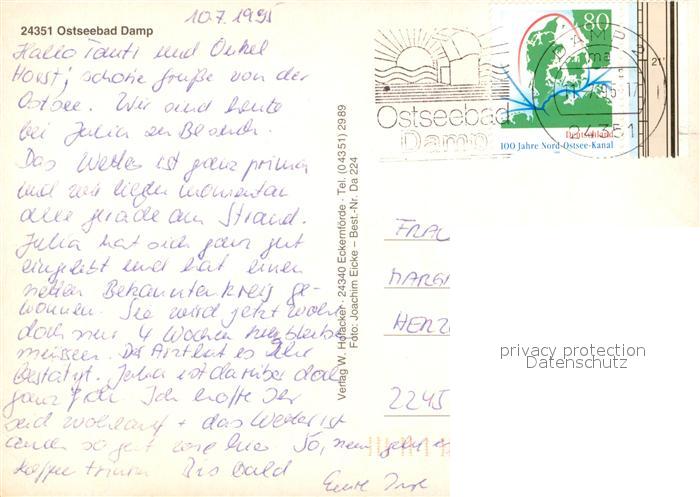 10.7.1995
24351 Ostseebad Damp
Hallo Tanti und Onkel
Horst, schöne Grüße von der
Ostsee. Wir sind heute
bei Julia zu Besuch.
Das Wetter ist ganz prima
und wir liegen momentan
alle gerade am Strand.
Julia hat sich ganz gut
eingelebt und hat einen
netten Bekanntenkreis ge-
wonnen. Sie wird jetzt wohl
doch nur 4 Wochen hierbleiben
müssen. Der Arzt hat es ihr
bestätigt. Julia ist darüber doch
ganz froh. Ich hoffe Ihr
seid wohlauf + das Wetter ist
auch so gut wie hier. So, nun geht es
Kaffee trinken. Bis bald
Eure
Verlag W. Hofacker · 24340 Eckernförde · Tel. (04351) 2989
Foto: Joachim Eicke – Best.-Nr. Da 224
Ostseebad
Damp
80
DAMP
24351
Deutschland
100 Jahre Nord-Ostsee-Kanal
FRAU
HERZ
2245
privacy protection
Datenschutz